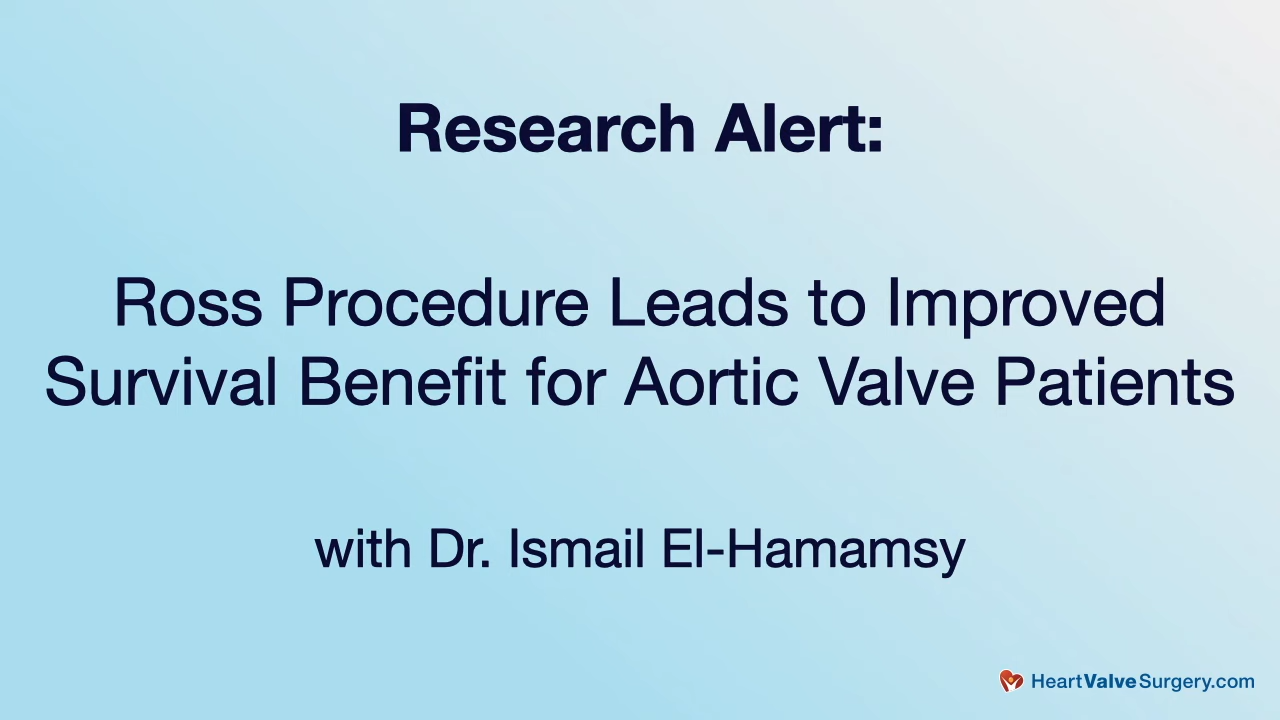 Research Alert:
Ross Procedure Leads to Improved
Survival Benefit for Aortic Valve Patients
with Dr. Ismail El-Hamamsy
HeartValveSurgery.com